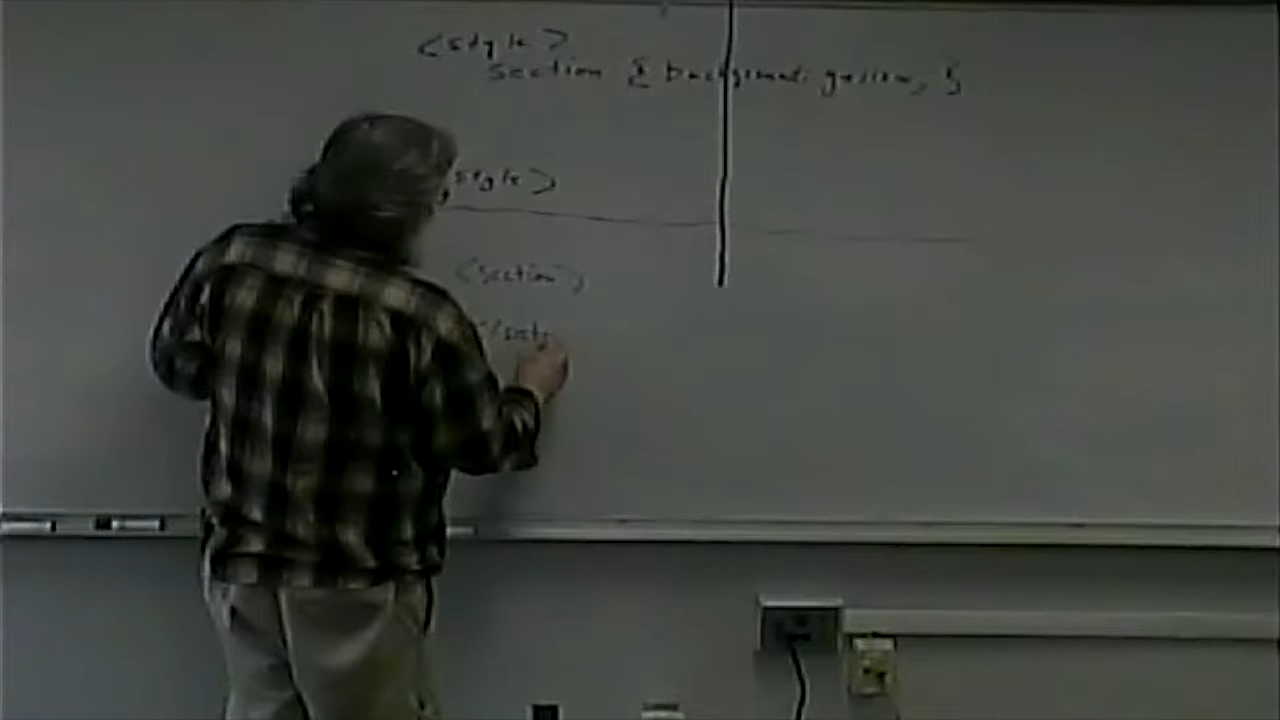 <style>
section { background: yellow; }
style>
<section>
</sect